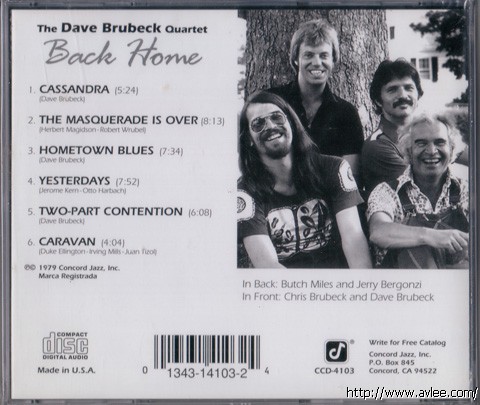 The Dave Brubeck Quartet
Back Home
1. CASSANDRA (5:24)
(Dave Brubeck)
2. THE MASQUERADE IS OVER (8:13)
(Herbert Magidson - Robert Wrubel)
3. HOMETOWN BLUES (7:34)
(Dave Brubeck)
4. YESTERDAYS (7:52)
(Jerome Kern - Otto Harbach)
5. TWO-PART CONTENTION (6:08)
(Dave Brubeck)
6. CARAVAN (4:04)
(Duke Ellington - Irving Mills - Juan Tizol)
℗© 1979 Concord Jazz, Inc.
Marca Registrada
In Back: Butch Miles and Jerry Bergonzi
In Front: Chris Brubeck and Dave Brubeck
COMPACT
disc
DIGITAL AUDIO
Made in U.S.A.
0 1343-14103-2 4
CCD-4103
Write for Free Catalog
Concord Jazz, Inc.
P.O. Box 845
Concord, CA 94522
http://www.avlee.com/